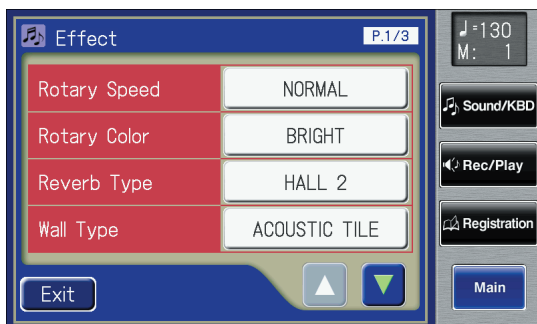 Effect P.1/3
Rotary Speed NORMAL
Rotary Color BRIGHT
Reverb Type HALL 2
Wall Type ACOUSTIC TILE
Exit
♩=130
M: 1
Sound/KBD
Rec/Play
Registration
Main